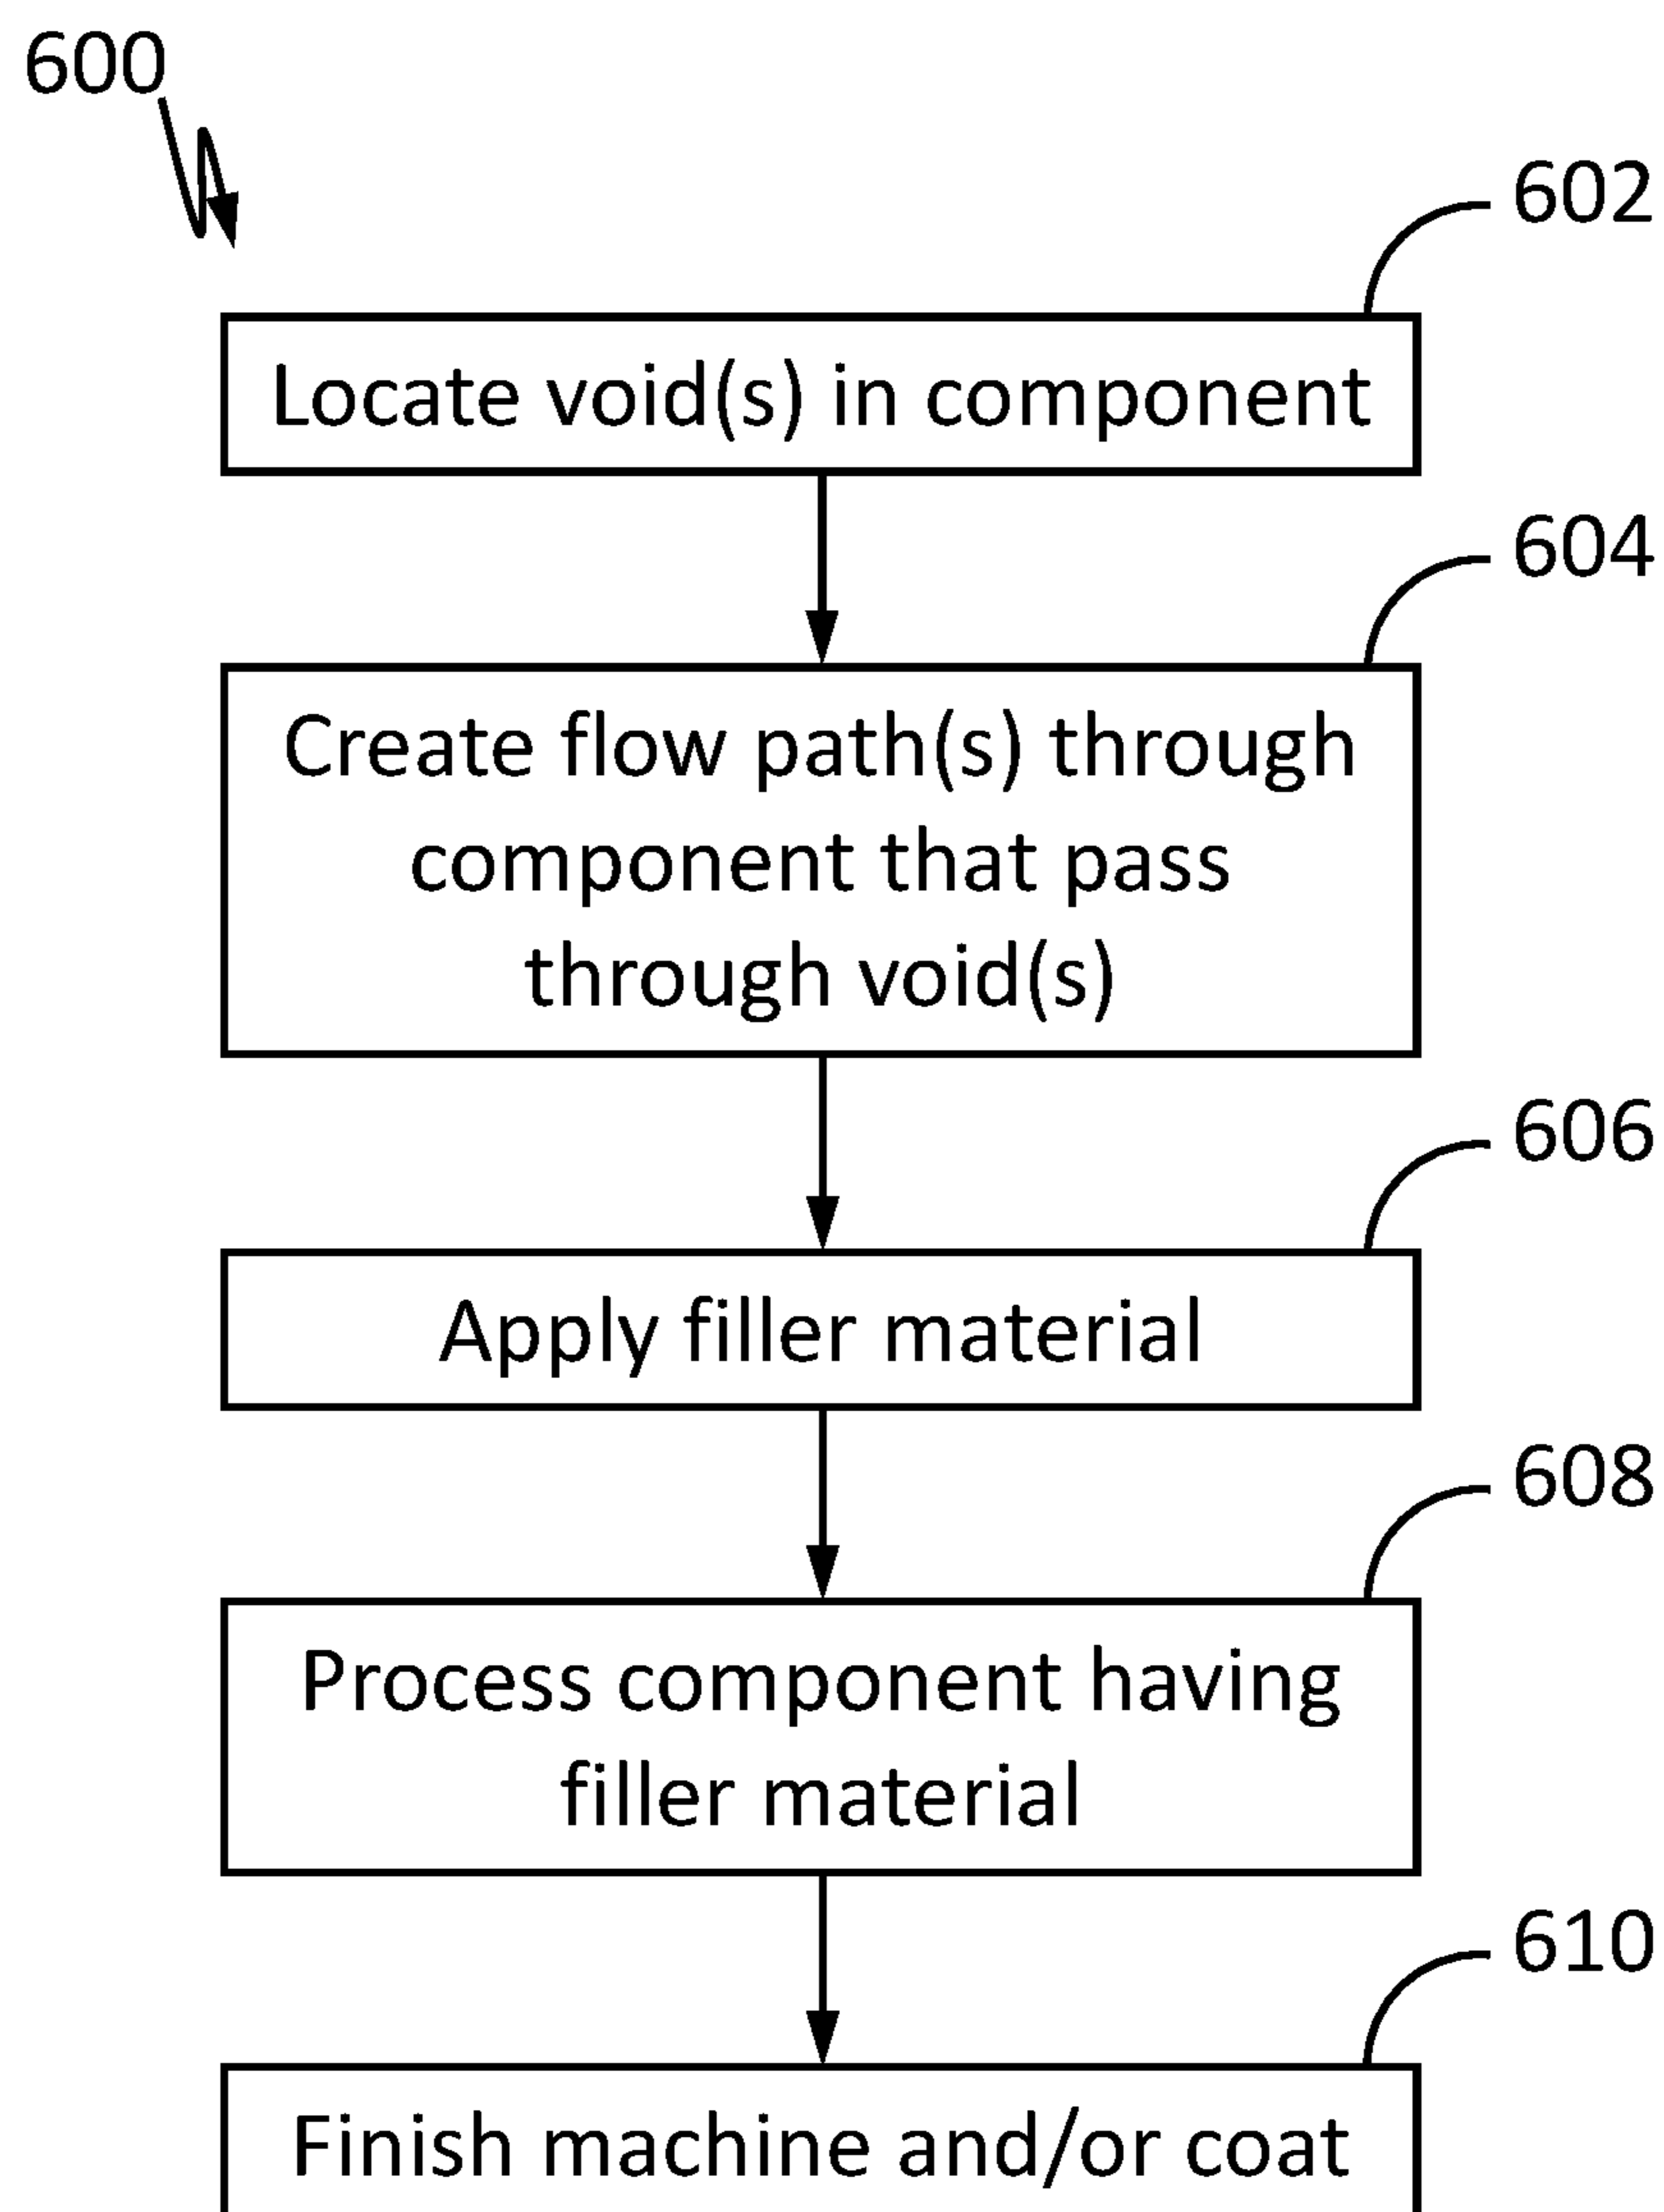 600
602
Locate void(s) in component
604
Create flow path(s) through
component that pass
through void(s)
606
Apply filler material
608
Process component having
filler material
610
Finish machine and/or coat